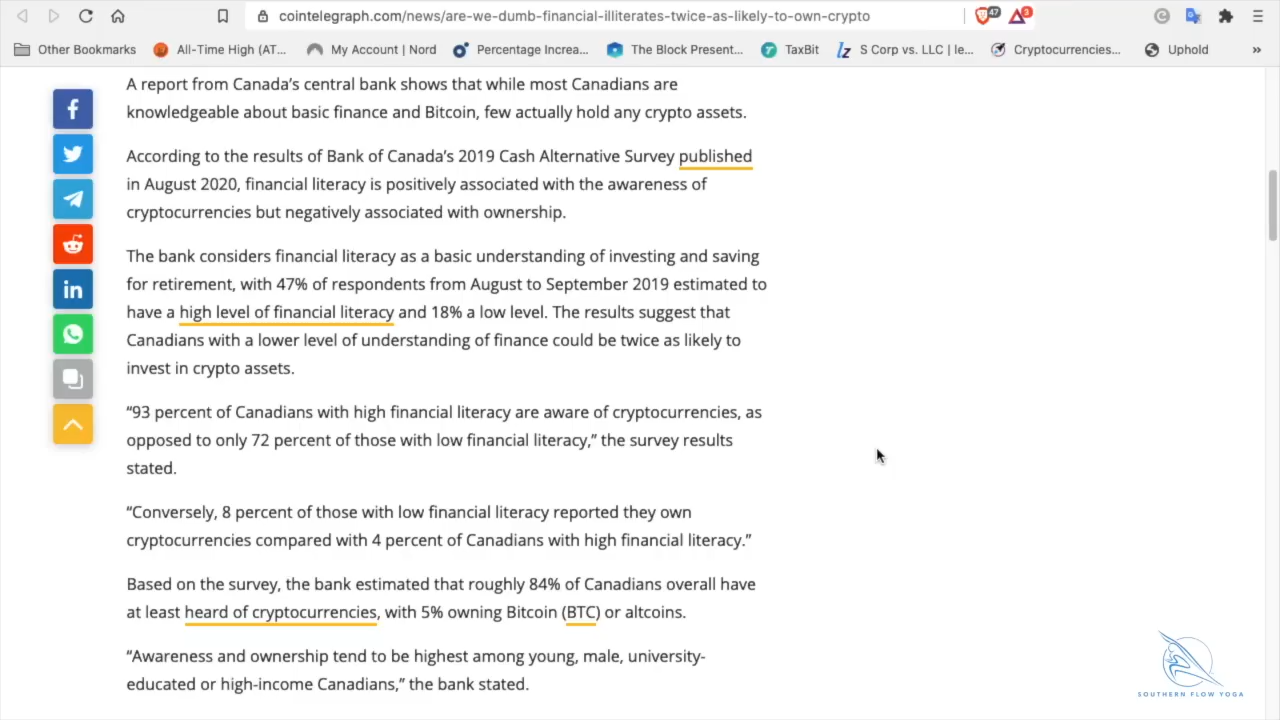 cointelegraph.com/news/are-we-dumb-financial-illiterates-twice-as-likely-to-own-crypto
47
3
Other Bookmarks
All-Time High (AT...
My Account | Nord
Percentage Increa...
The Block Present...
TaxBit
S Corp vs. LLC | le...
Cryptocurrencies...
Uphold
»
A report from Canada's central bank shows that while most Canadians are
knowledgeable about basic finance and Bitcoin, few actually hold any crypto assets.
According to the results of Bank of Canada's 2019 Cash Alternative Survey published
in August 2020, financial literacy is positively associated with the awareness of
cryptocurrencies but negatively associated with ownership.
The bank considers financial literacy as a basic understanding of investing and saving
for retirement, with 47% of respondents from August to September 2019 estimated to
have a high level of financial literacy and 18% a low level. The results suggest that
Canadians with a lower level of understanding of finance could be twice as likely to
invest in crypto assets.
“93 percent of Canadians with high financial literacy are aware of cryptocurrencies, as
opposed to only 72 percent of those with low financial literacy,” the survey results
stated.
“Conversely, 8 percent of those with low financial literacy reported they own
cryptocurrencies compared with 4 percent of Canadians with high financial literacy.”
Based on the survey, the bank estimated that roughly 84% of Canadians overall have
at least heard of cryptocurrencies, with 5% owning Bitcoin (BTC) or altcoins.
“Awareness and ownership tend to be highest among young, male, university-
educated or high-income Canadians,” the bank stated.
SOUTHERN FLOW YOGA